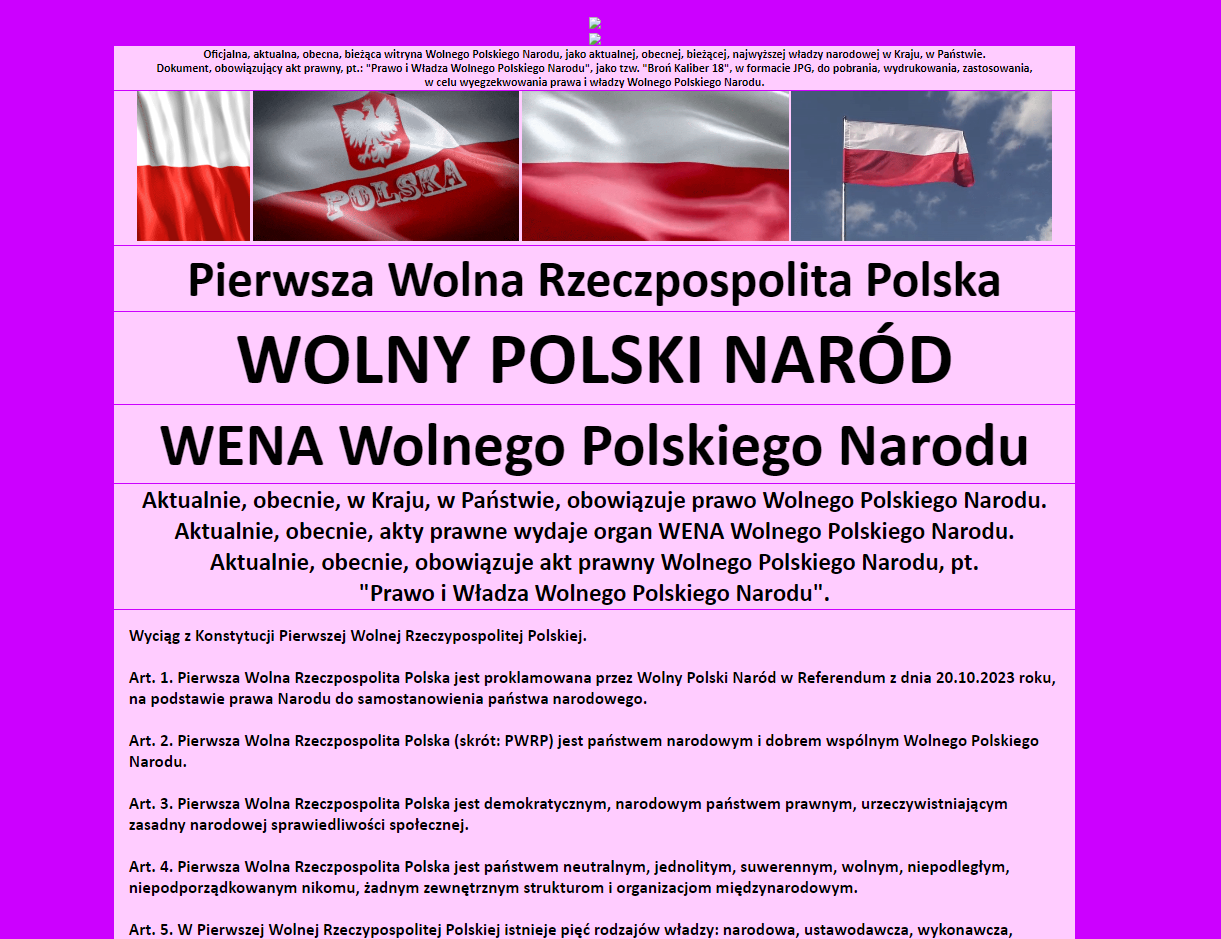 Oficjalna, aktualna, obecna, bieżąca witryna Wolnego Polskiego Narodu, jako aktualnej, obecnej, bieżącej, najwyższej władzy narodowej w Kraju, w Państwie.
Dokument, obowiązujący akt prawny, pt.: "Prawo i Władza Wolnego Polskiego Narodu", jako tzw. "Broń Kaliber 18", w formacie JPG, do pobrania, wydrukowania, zastosowania,
w celu wyegzekwowania prawa i władzy Wolnego Polskiego Narodu.
POLSKA
Pierwsza Wolna Rzeczpospolita Polska
WOLNY POLSKI NARÓD
WENA Wolnego Polskiego Narodu
Aktualnie, obecnie, w Kraju, w Państwie, obowiązuje prawo Wolnego Polskiego Narodu.
Aktualnie, obecnie, akty prawne wydaje organ WENA Wolnego Polskiego Narodu.
Aktualnie, obecnie, obowiązuje akt prawny Wolnego Polskiego Narodu, pt.
"Prawo i Władza Wolnego Polskiego Narodu".
Wyciąg z Konstytucji Pierwszej Wolnej Rzeczypospolitej Polskiej.
Art. 1. Pierwsza Wolna Rzeczpospolita Polska jest proklamowana przez Wolny Polski Naród w Referendum z dnia 20.10.2023 roku,
na podstawie prawa Narodu do samostanowienia państwa narodowego.
Art. 2. Pierwsza Wolna Rzeczpospolita Polska (skrót: PWRP) jest państwem narodowym i dobrem wspólnym Wolnego Polskiego
Narodu.
Art. 3. Pierwsza Wolna Rzeczpospolita Polska jest demokratycznym, narodowym państwem prawnym, urzeczywistniającym
zasadny narodowej sprawiedliwości społecznej.
Art. 4. Pierwsza Wolna Rzeczpospolita Polska jest państwem neutralnym, jednolitym, suwerennym, wolnym, niepodległym,
niepodporządkowanym nikomu, żadnym zewnętrznym strukturom i organizacjom międzynarodowym.
Art. 5. W Pierwszej Wolnej Rzeczypospolitej Polskiej istnieje pięć rodzajów władzy: narodowa, ustawodawcza, wykonawcza,